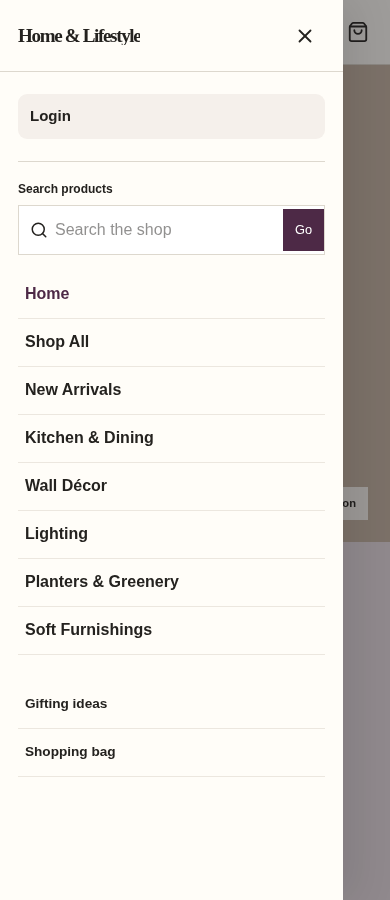 Home & Lifestyle
Login
Search products
Search the shop
Go
Home
Shop All
New Arrivals
Kitchen & Dining
Wall Décor
on
Lighting
Planters & Greenery
Soft Furnishings
Gifting ideas
Shopping bag